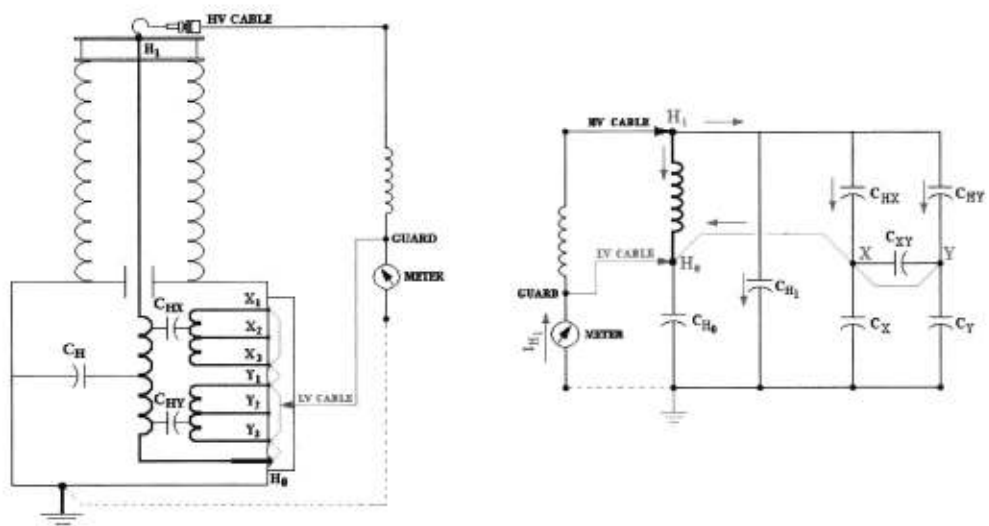 HV CABLE
H1
GUARD
METER
X1
CHX
X2
CH
X3
Y1
CHY
Y2
LV CABLE
Y3
H0
HV CABLE
H1
CHX
CHY
CXY
X
Y
LV CABLE
H0
GUARD
CH1
IH1
METER
CH0
CX
CY